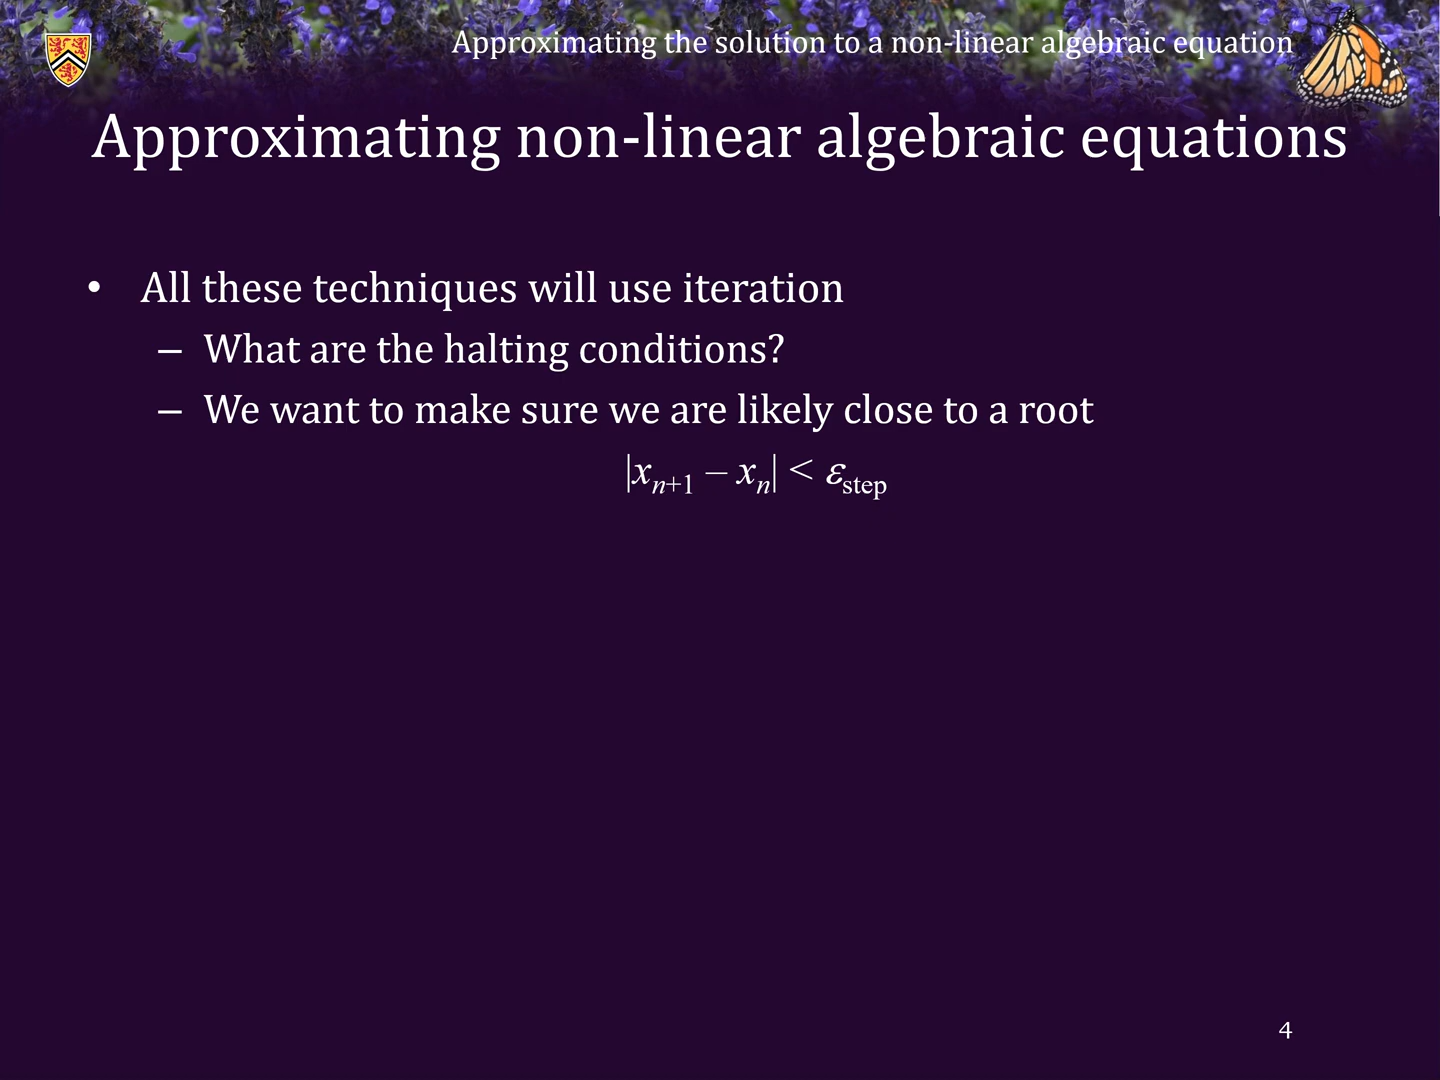 Approximating the solution to a non-linear algebraic equation
Approximating non-linear algebraic equations
• All these techniques will use iteration
– What are the halting conditions?
– We want to make sure we are likely close to a root
|xₙ₊₁ – xₙ| < ε_step
4